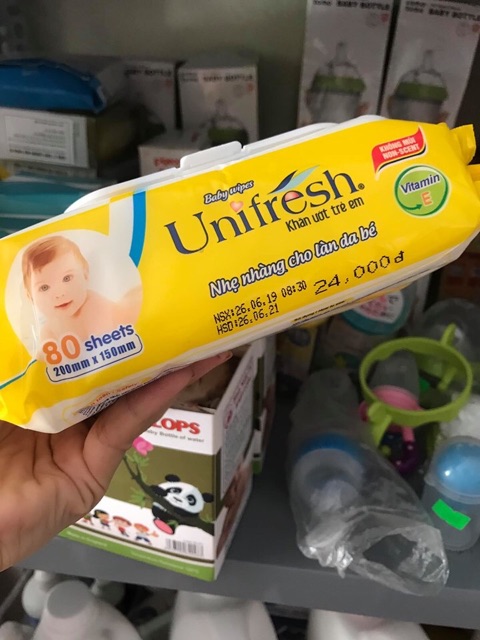 BABY BOTTLE
BABY BOTTLE
Baby wipes
Unifresh®
Khăn ướt trẻ em
KHÔNG MÙI
NON-SCENT
Vitamin
E
Nhẹ nhàng cho làn da bé
NSX:26.06.19 08:30
HSD:26.06.21
24,000đ
80 sheets
200mm x 150mm
LOPS